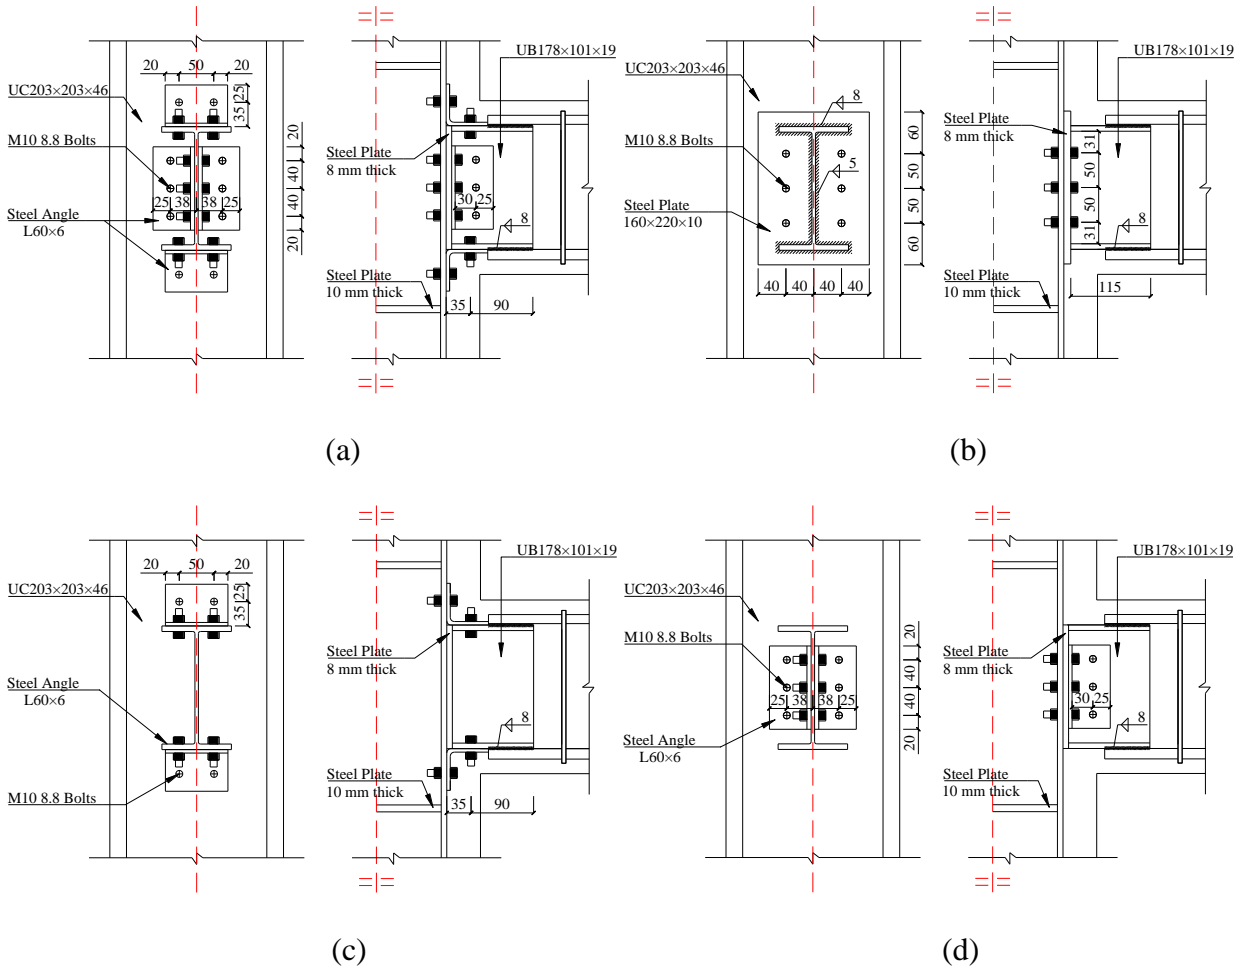 20 50 20
UC203×203×46
25
35
M10 8.8 Bolts
20
40
40
20
25 38 38 25
Steel Angle
L60×6
UB178×101×19
Steel Plate
8 mm thick
30 25
8
Steel Plate
10 mm thick
35 90
(a)
UC203×203×46
8
M10 8.8 Bolts
5
Steel Plate
160×220×10
60
50
50
60
40 40 40 40
UB178×101×19
Steel Plate
8 mm thick
31
50
50
31
8
Steel Plate
10 mm thick
115
(b)
20 50 20
UC203×203×46
25
35
Steel Angle
L60×6
M10 8.8 Bolts
UB178×101×19
Steel Plate
8 mm thick
8
Steel Plate
10 mm thick
35 90
(c)
UC203×203×46
M10 8.8 Bolts
20
40
40
20
25 38 38 25
Steel Angle
L60×6
UB178×101×19
Steel Plate
8 mm thick
30 25
8
Steel Plate
10 mm thick
(d)